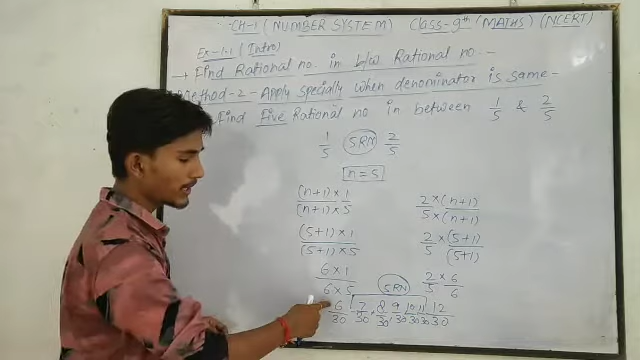 CH-1 (NUMBER SYSTEM) Class-9th (MATHS) (NCERT)
Ex-1.1 (Intro)
→ Find Rational no. in b/w Rational no. -
Method-2 - Apply specially when denominator is same -
Find Five Rational no in between 1/5 & 2/5
1/5 5RN 2/5
n=5
(n+1)×1/(n+1)×5 2×(n+1)/5×(n+1)
(5+1)×1/(5+1)×5 2/5×(5+1)/(5+1)
6×1/6×5 2/5×6/6
5RN
6/30 7/30, 8/30, 9/30, 10/30 11/30 12/30